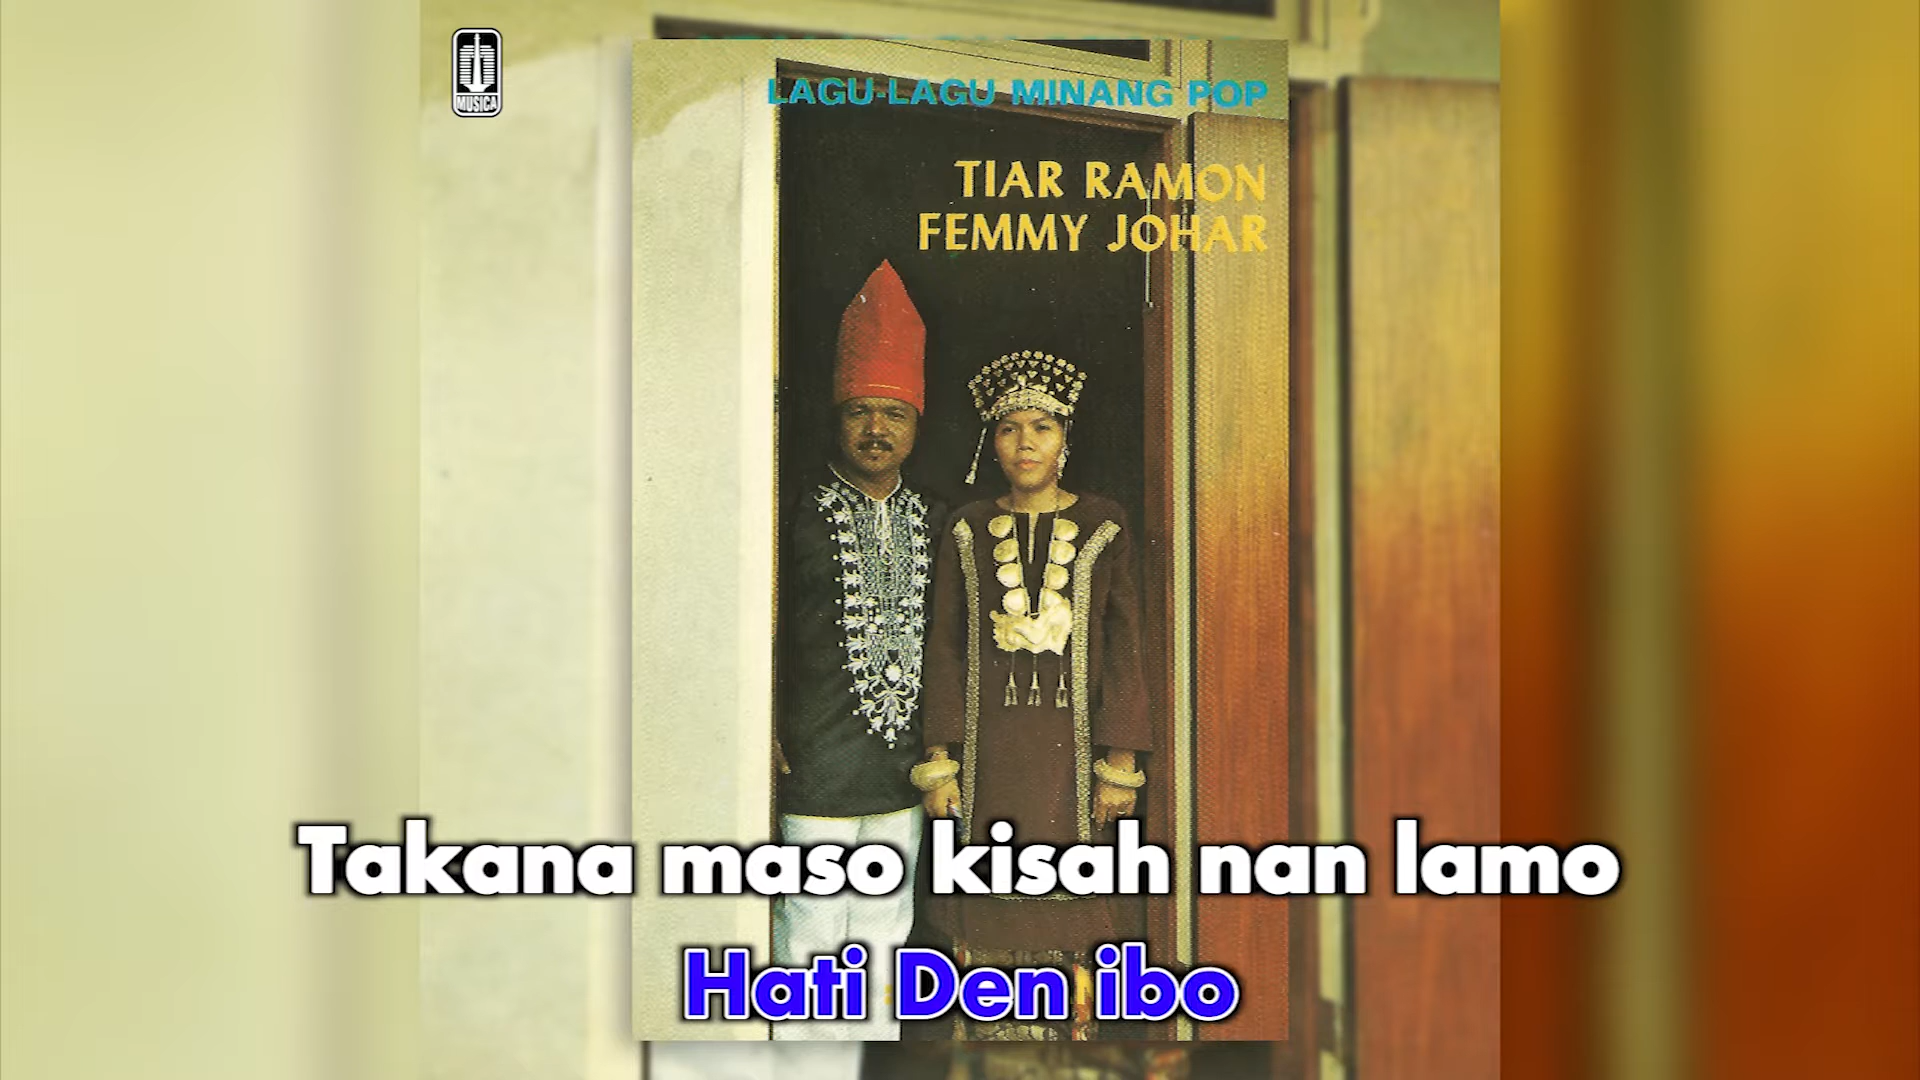 MUSICA
LAGU-LAGU MINANG POP
TIAR RAMON
FEMMY JOHAR
Takana maso kisah nan lamo
Hati Den ibo